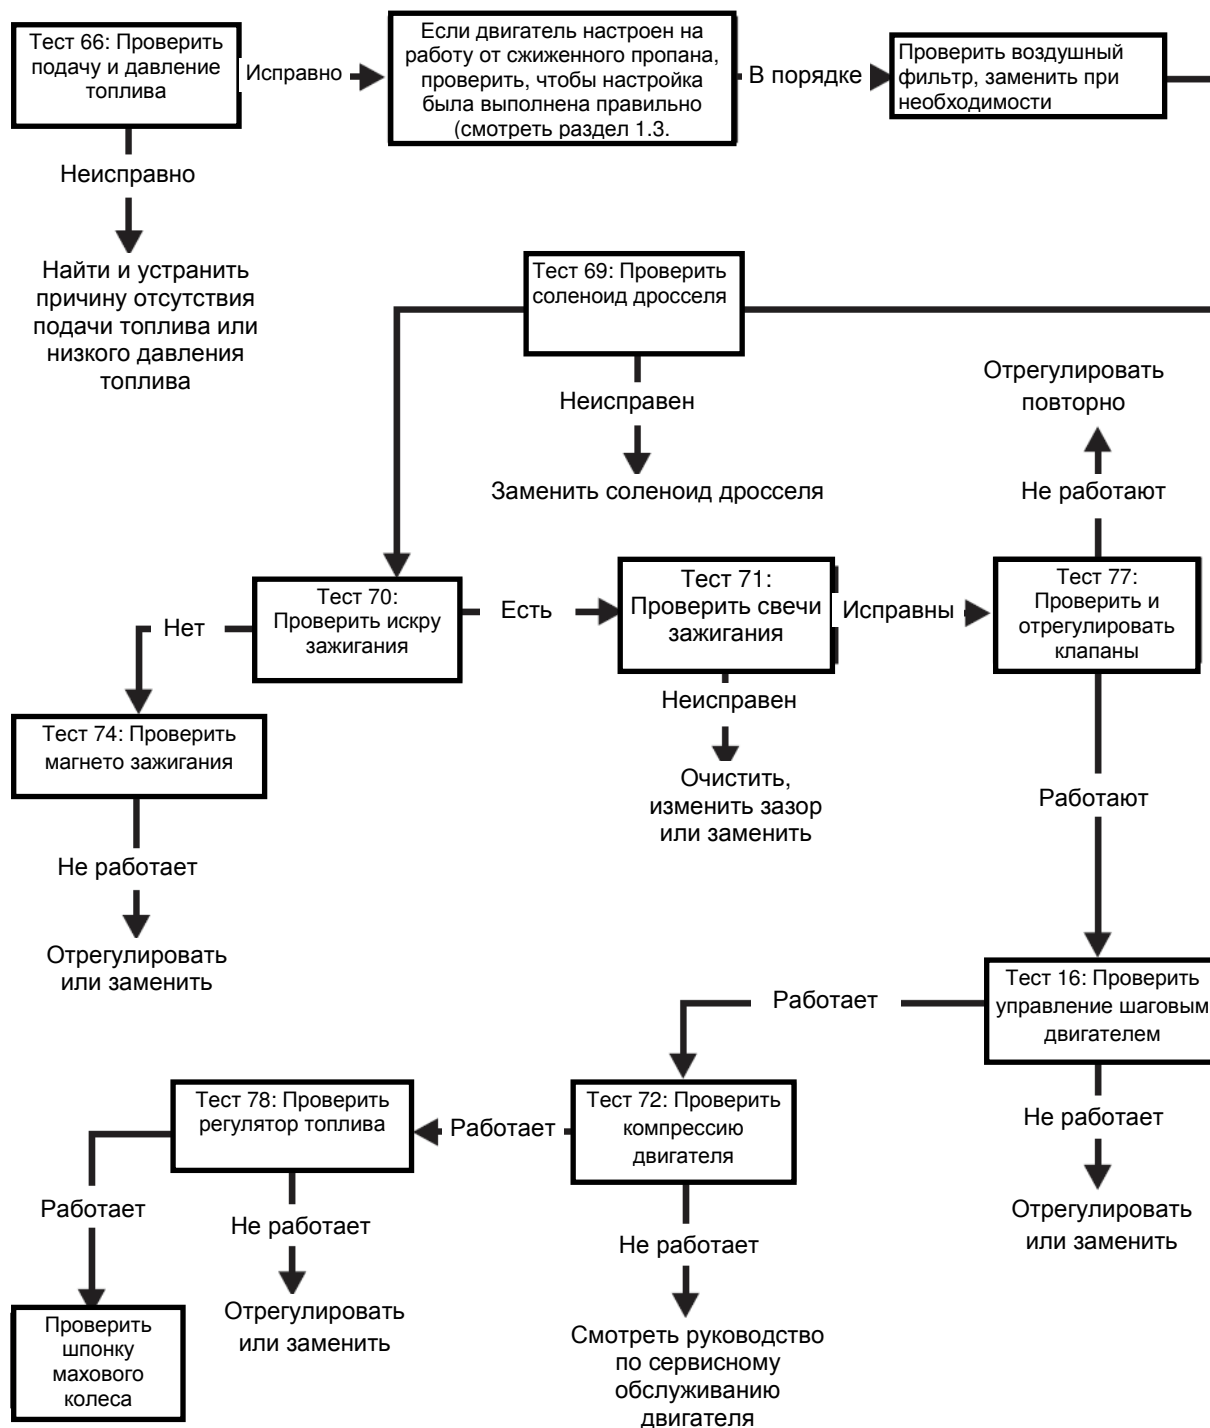 Тест 66: Проверить
подачу и давление
топлива
Исправно
Если двигатель настроен на
работу от сжиженного пропана,
проверить, чтобы настройка
была выполнена правильно
(смотреть раздел 1.3.
В порядке
Проверить воздушный
фильтр, заменить при
необходимости
Неисправно
Найти и устранить
причину отсутствия
подачи топлива или
низкого давления
топлива
Тест 69: Проверить
соленоид дросселя
Неисправен
Заменить соленоид дросселя
Отрегулировать
повторно
Не работают
Тест 70:
Проверить искру
зажигания
Есть
Тест 71:
Проверить свечи
зажигания
Исправны
Тест 77:
Проверить и
отрегулировать
клапаны
Нет
Тест 74: Проверить
магнето зажигания
Неисправен
Очистить,
изменить зазор
или заменить
Работают
Не работает
Отрегулировать
или заменить
Тест 16: Проверить
управление шаговым
двигателем
Работает
Тест 78: Проверить
регулятор топлива
Работает
Тест 72: Проверить
компрессию
двигателя
Не работает
Отрегулировать
или заменить
Работает
Не работает
Не работает
Проверить
шпонку
махового
колеса
Отрегулировать
или заменить
Смотреть руководство
по сервисному
обслуживанию
двигателя